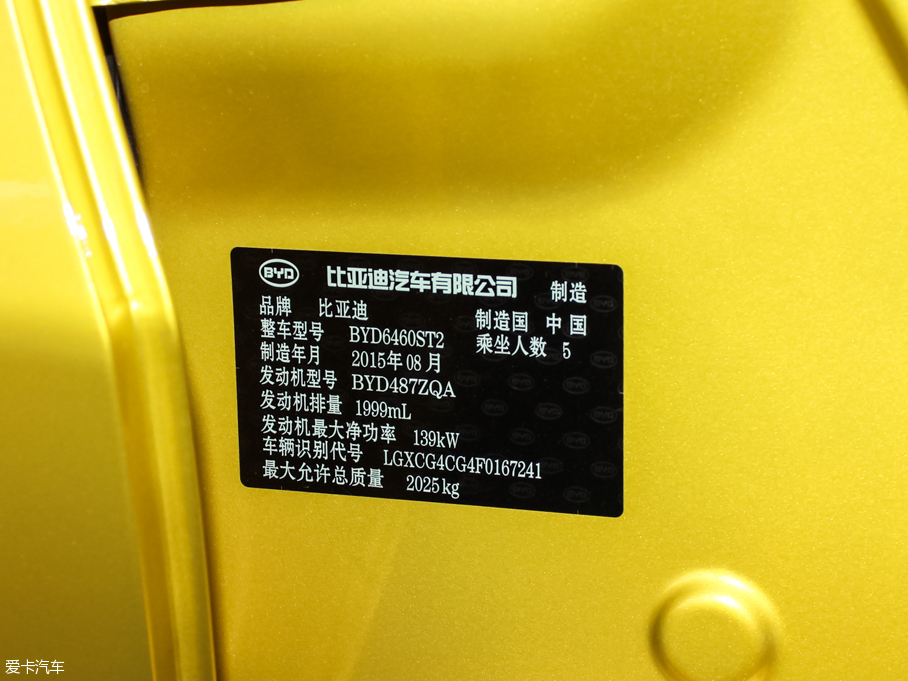 BYD 比亚迪汽车有限公司 制造
品牌 比亚迪 制造国 中国
整车型号 BYD6460ST2 乘坐人数 5
制造年月 2015年08月
发动机型号 BYD487ZQA
发动机排量 1999mL
发动机最大净功率 139kW
车辆识别代号 LGXCG4CG4F0167241
最大允许总质量 2025kg
爱卡汽车